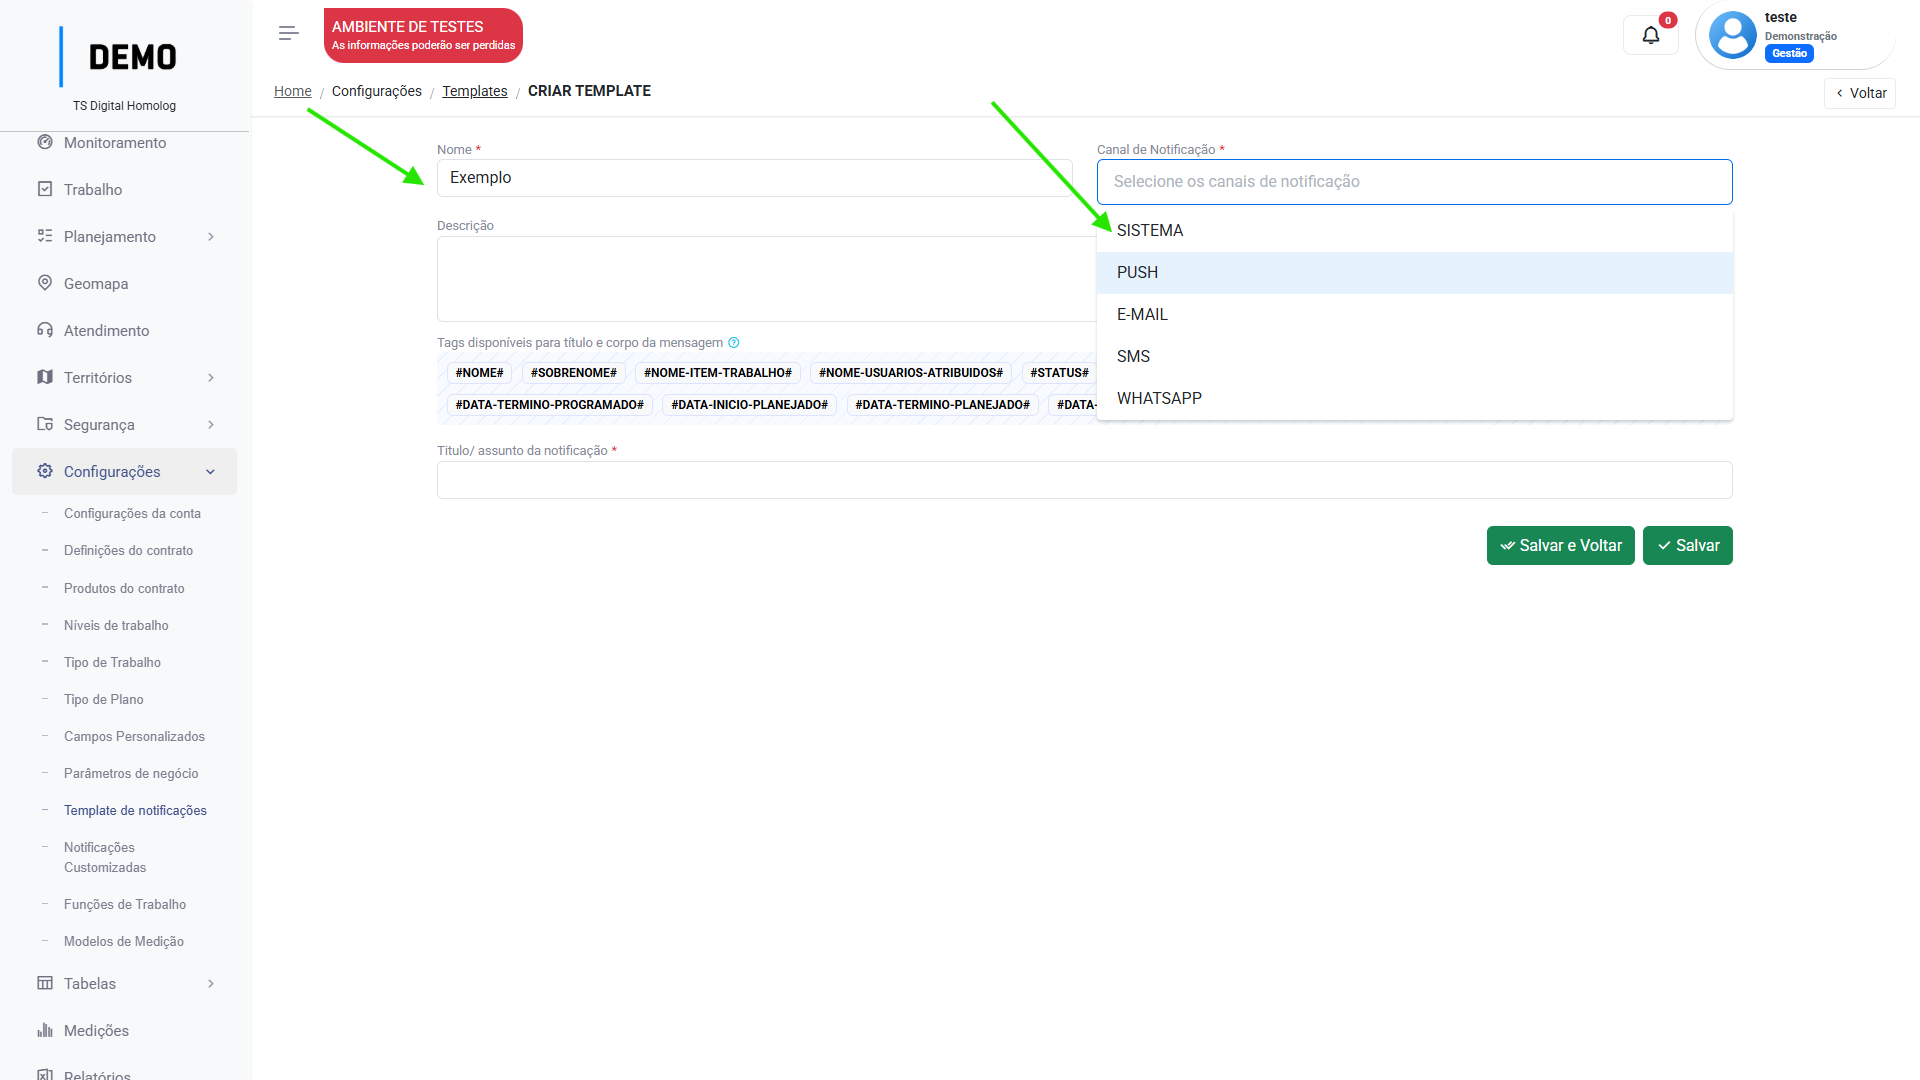 DEMO
TS Digital Homolog
Monitoramento
Trabalho
Planejamento
Geomapa
Atendimento
Territórios
Segurança
Configurações
Configurações da conta
Definições do contrato
Produtos do contrato
Níveis de trabalho
Tipo de Trabalho
Tipo de Plano
Campos Personalizados
Parâmetros de negócio
Template de notificações
Notificações
Customizadas
Funções de Trabalho
Modelos de Medição
Tabelas
Medições
Relatórios
AMBIENTE DE TESTES
As informações poderão ser perdidas
0
teste
Demonstração
Gestão
Home / Configurações / Templates / CRIAR TEMPLATE
Voltar
Nome *
Exemplo
Canal de Notificação *
Selecione os canais de notificação
SISTEMA
PUSH
E-MAIL
SMS
WHATSAPP
Descrição
Tags disponíveis para título e corpo da mensagem
#NOME# #SOBRENOME# #NOME-ITEM-TRABALHO# #NOME-USUARIOS-ATRIBUIDOS# #STATUS#
#DATA-TERMINO-PROGRAMADO# #DATA-INICIO-PLANEJADO# #DATA-TERMINO-PLANEJADO# #DATA-
Titulo/ assunto da notificação *
Salvar e Voltar
Salvar